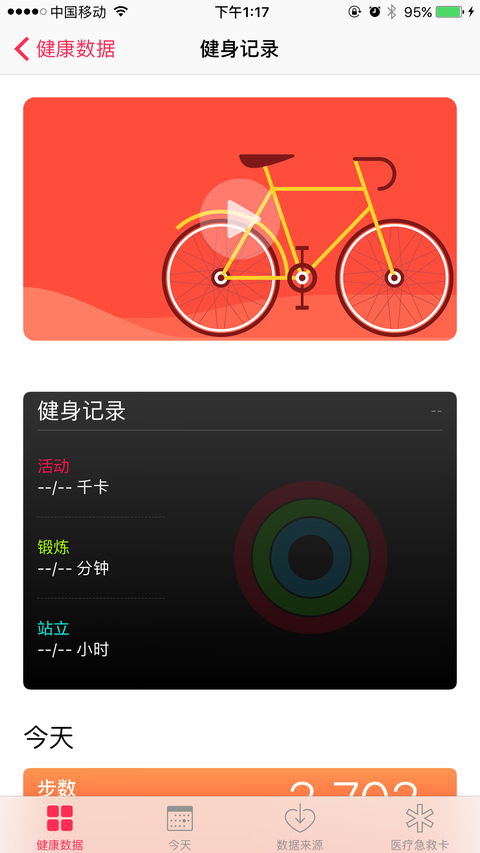 中国移动 下午1:17 95%
健康数据 健身记录
健身记录 --
活动
--/-- 千卡
锻炼
--/-- 分钟
站立
--/-- 小时
今天
步数
健康数据 今天 数据来源 医疗急救卡